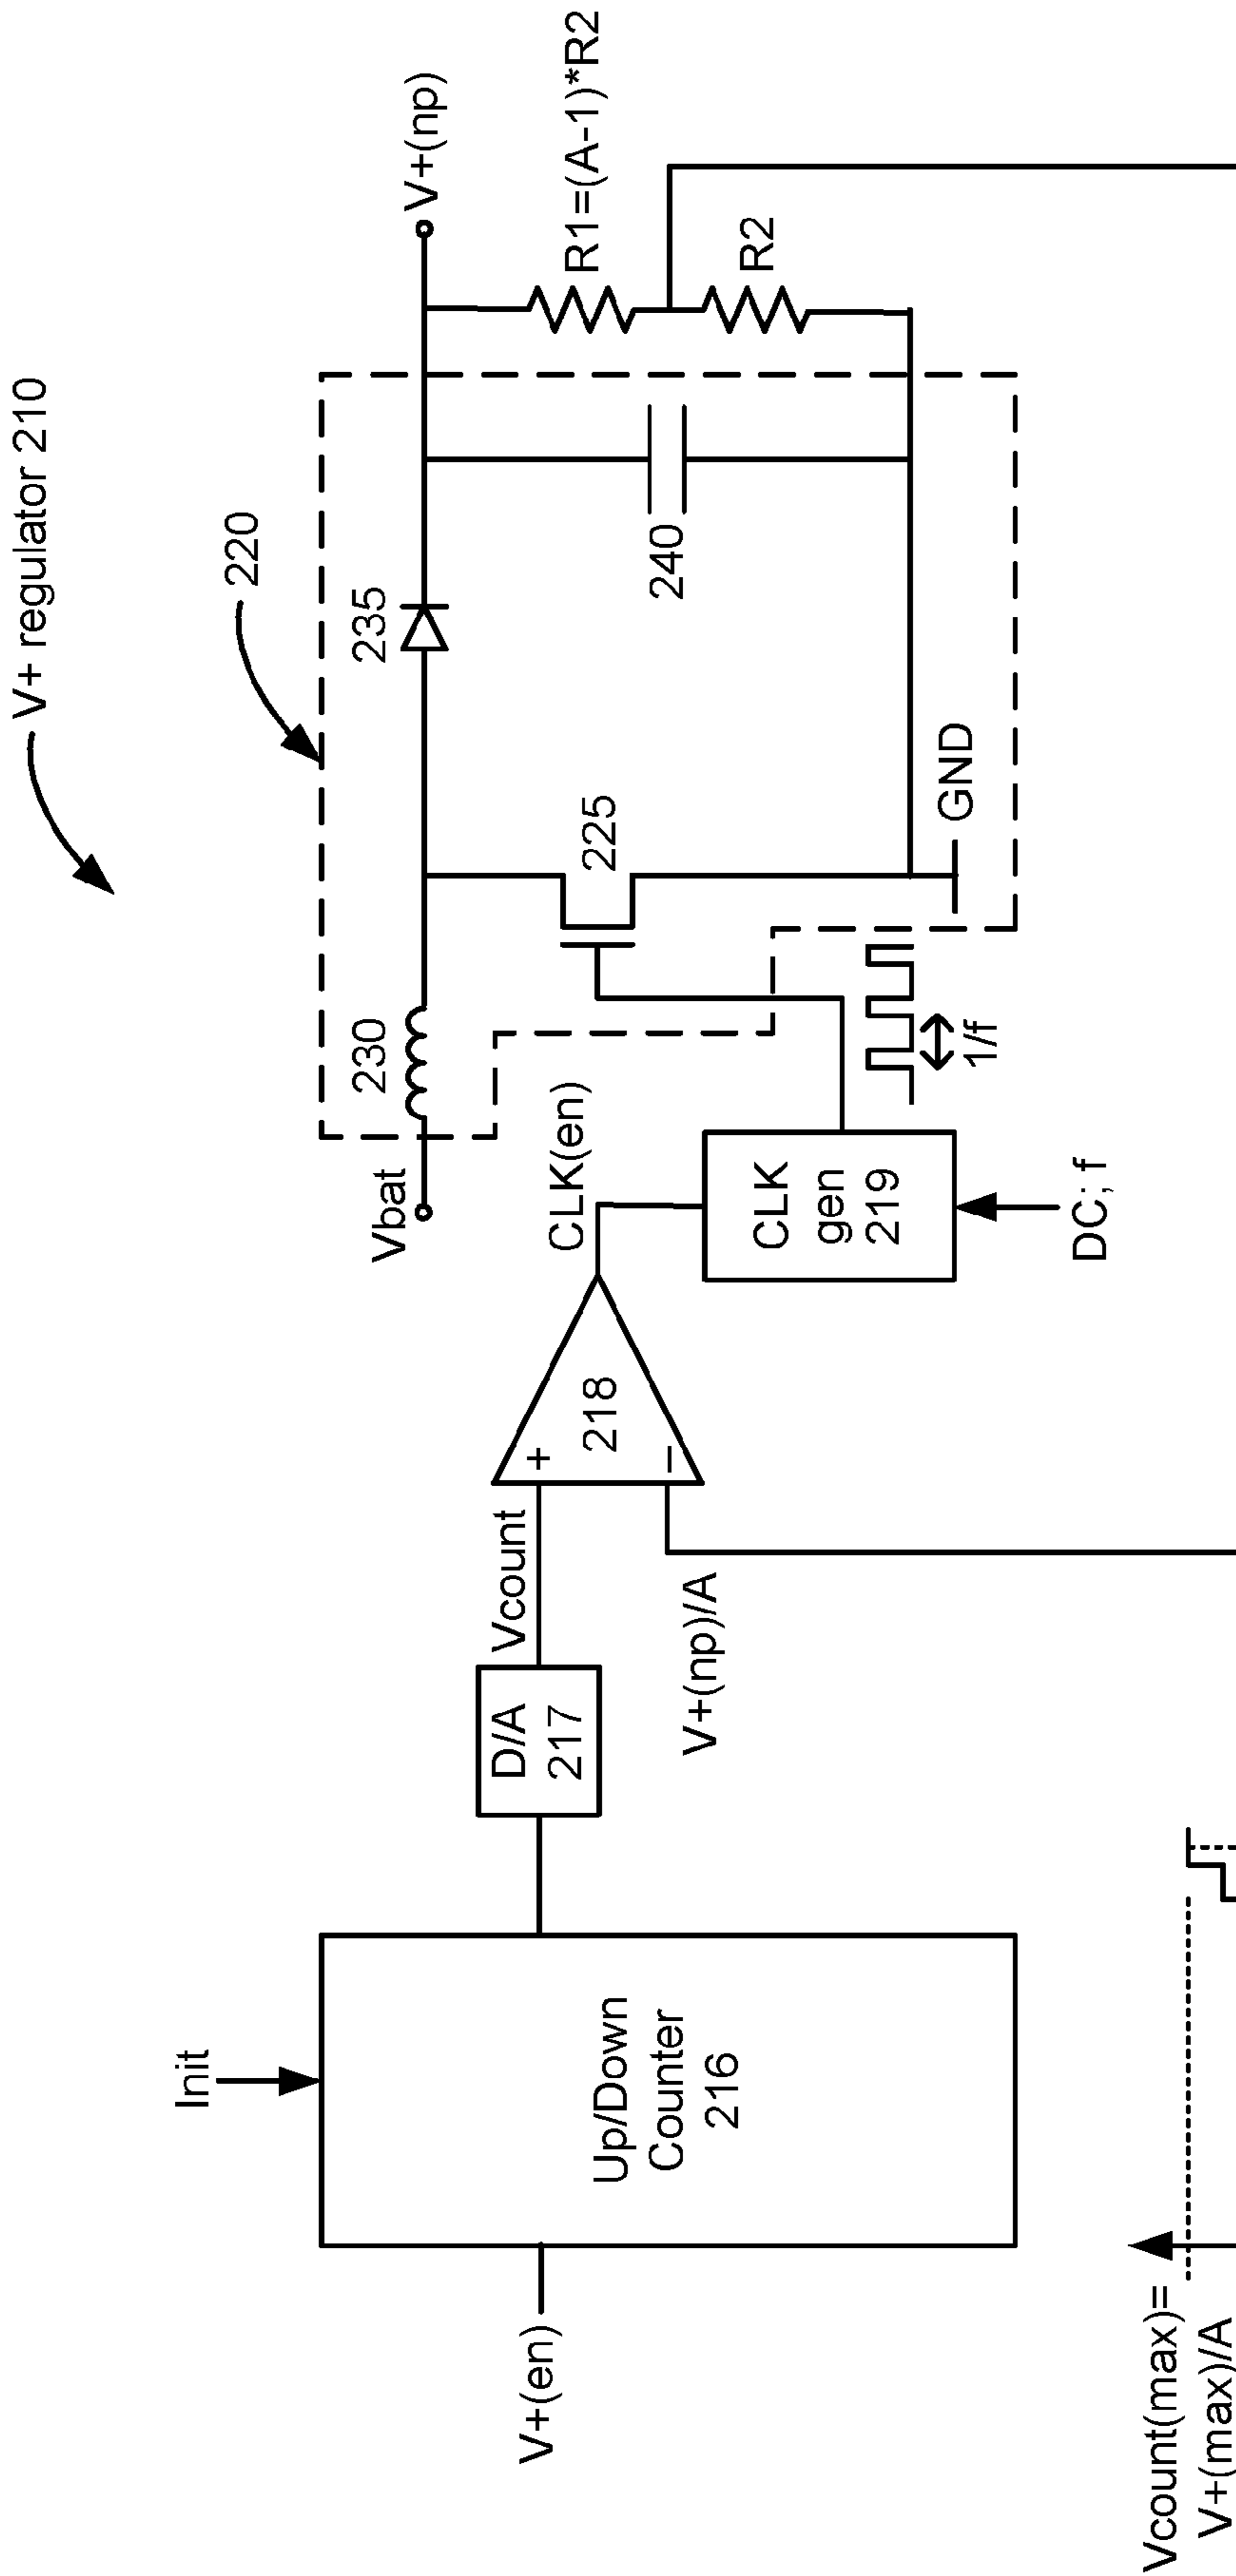 V+ regulator 210
220
Init
Vbat
230
235
V+(np)
V+(en)
Up/Down
Counter
216
D/A
217
Vcount
V+(np)/A
+
218
−
CLK(en)
CLK
gen
219
DC; f
1/f
225
GND
240
R1=(A-1)*R2
R2
Vcount(max)=
V+(max)/A